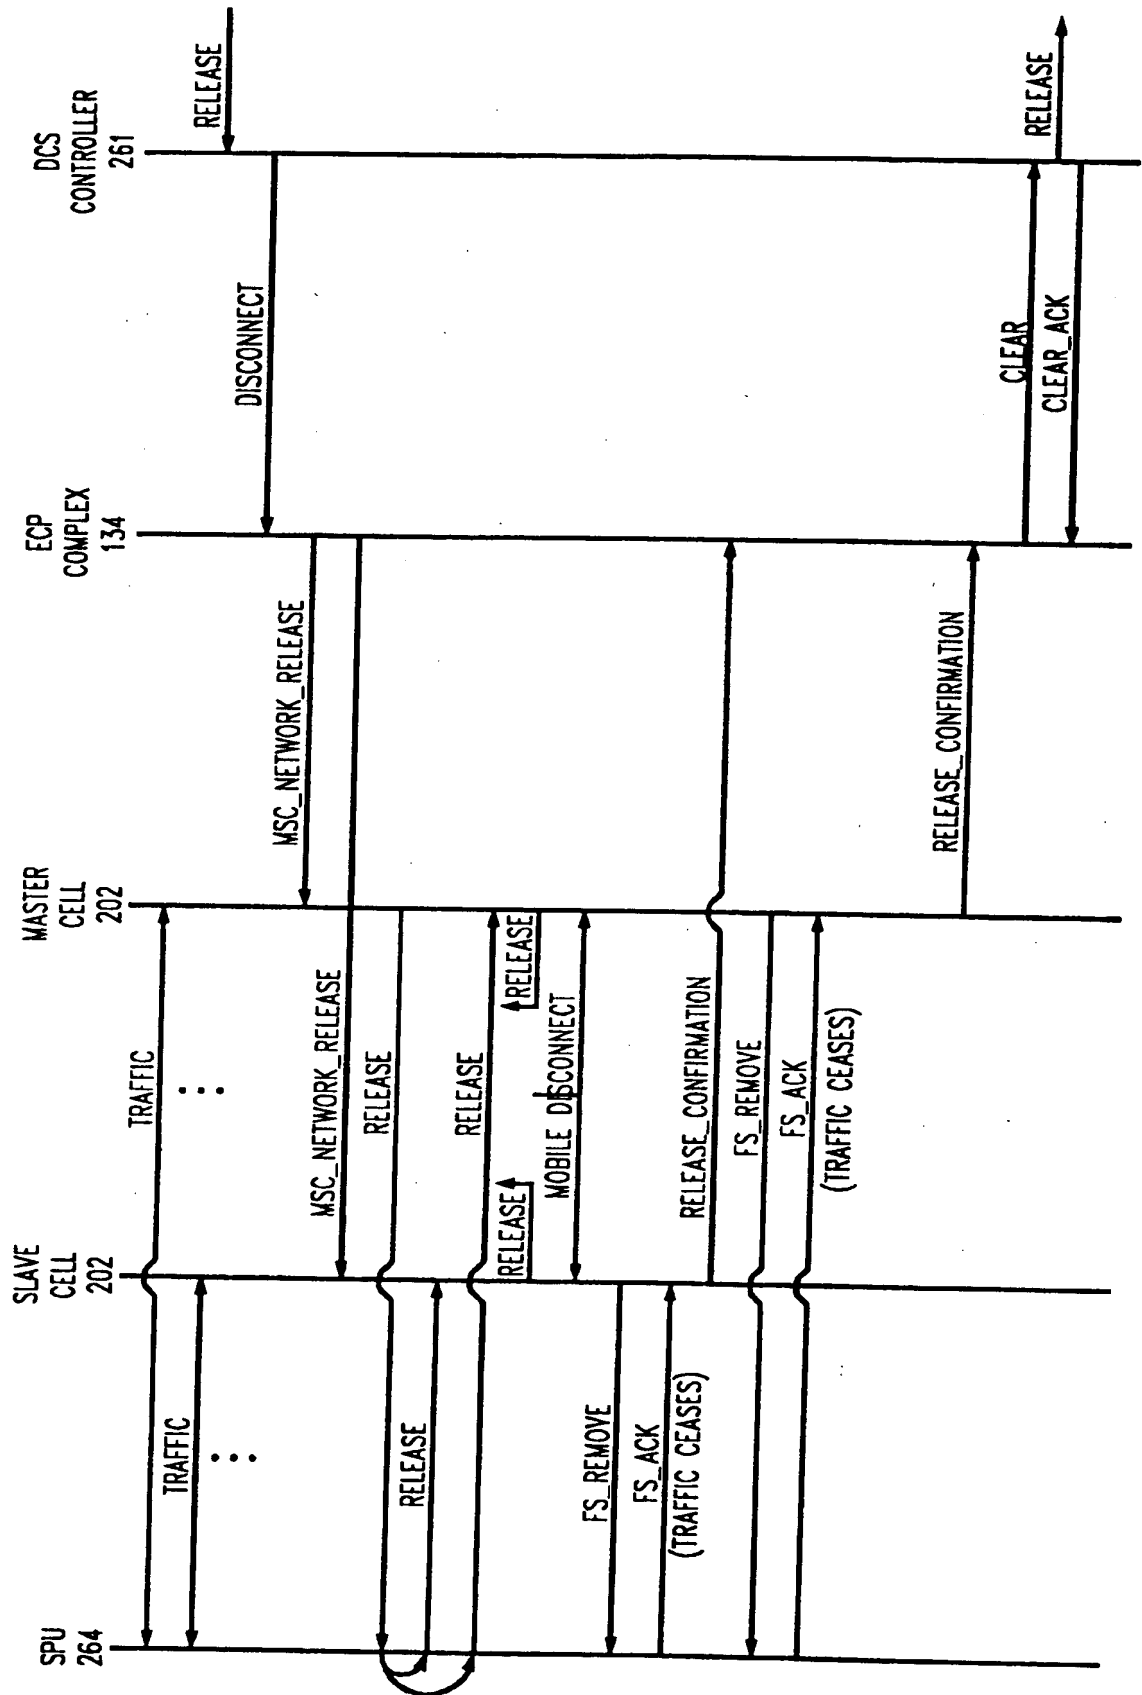 SPU
264
SLAVE
CELL
202
MASTER
CELL
202
ECP
COMPLEX
134
DCS
CONTROLLER
261
RELEASE
TRAFFIC
...
TRAFFIC
...
DISCONNECT
MSC_NETWORK_RELEASE
MSC_NETWORK_RELEASE
RELEASE
RELEASE
RELEASE
RELEASE
RELEASE
MOBILE DISCONNECT
FS_REMOVE
FS_ACK
(TRAFFIC CEASES)
RELEASE_CONFIRMATION
FS_REMOVE
FS_ACK
(TRAFFIC CEASES)
RELEASE_CONFIRMATION
CLEAR
RELEASE
CLEAR_ACK